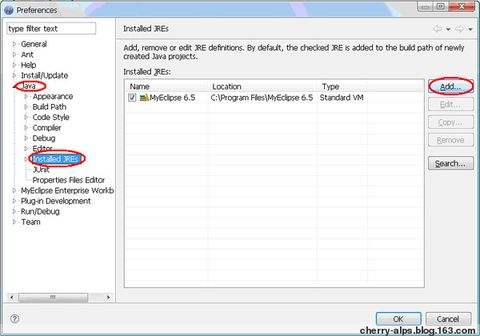 Preferences
type filter text
General
Ant
Help
Install/Update
Java
Appearance
Build Path
Code Style
Compiler
Debug
Editor
Installed JREs
JUnit
Properties Files Editor
MyEclipse Enterprise Workb
Plug-in Development
Run/Debug
Team
Installed JREs
Add, remove or edit JRE definitions. By default, the checked JRE is added to the build path of newly
created Java projects.
Installed JREs:
Name Location Type
MyEclipse 6.5 C:\Program Files\MyEclipse 6.5 Standard VM
Add...
Edit...
Copy...
Remove
Search...
OK Cancel
cherry-alps.blog.163.com